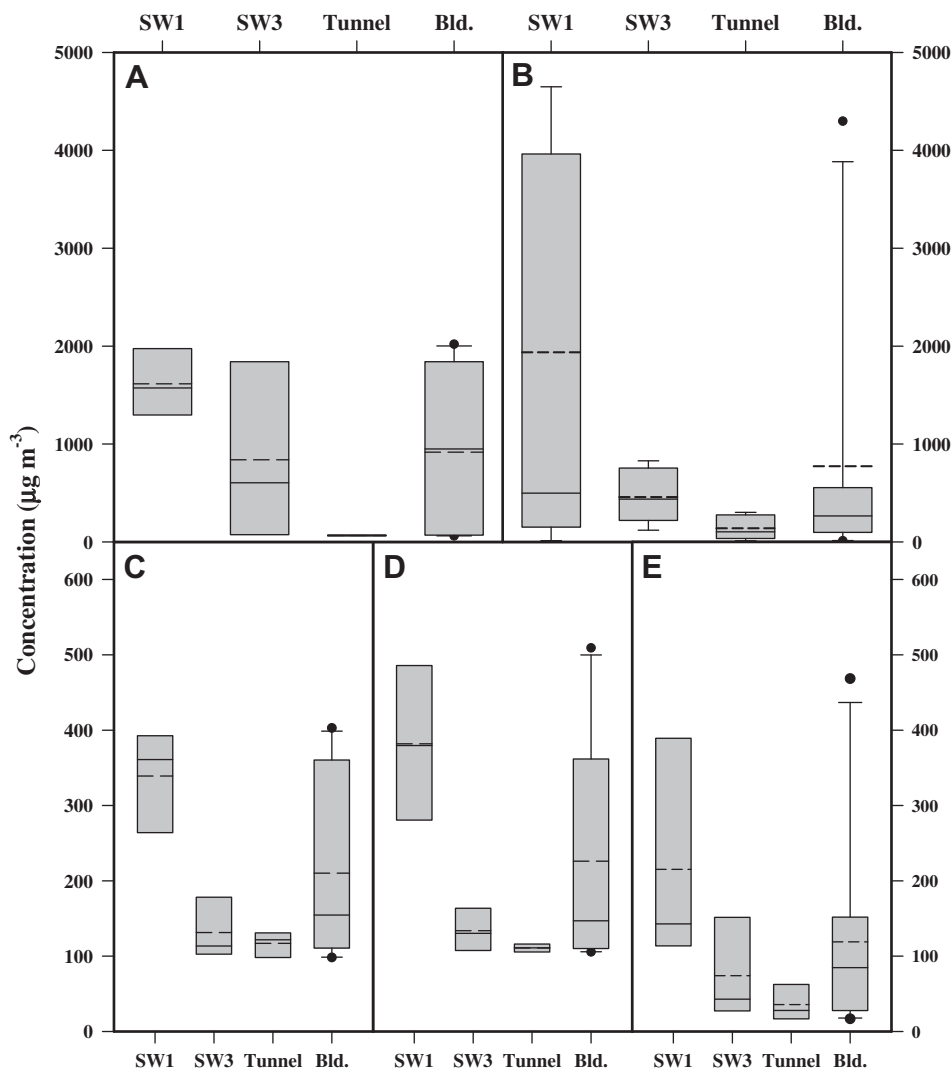 SW1 SW3 Tunnel Bld. SW1 SW3 Tunnel Bld.
5000 A B 5000
4000 4000
3000 3000
2000 2000
1000 1000
0 0
Concentration (µg m⁻³)
C D E
600 600
500 500
400 400
300 300
200 200
100 100
0 0
SW1 SW3 Tunnel Bld. SW1 SW3 Tunnel Bld. SW1 SW3 Tunnel Bld.